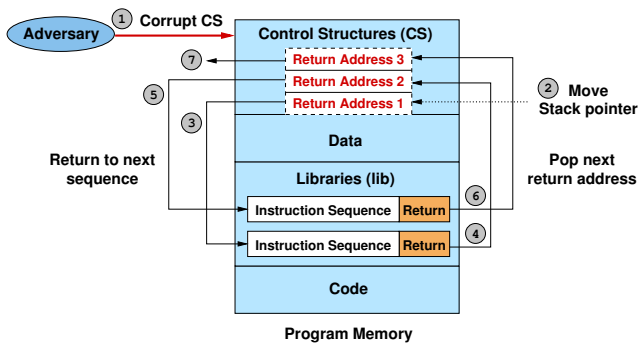 Adversary
1
Corrupt CS
Control Structures (CS)
7
Return Address 3
5
Return Address 2
2
Move
Stack pointer
3
Return Address 1
Data
Return to next
sequence
Pop next
return address
Libraries (lib)
6
Instruction Sequence
Return
4
Instruction Sequence
Return
Code
Program Memory